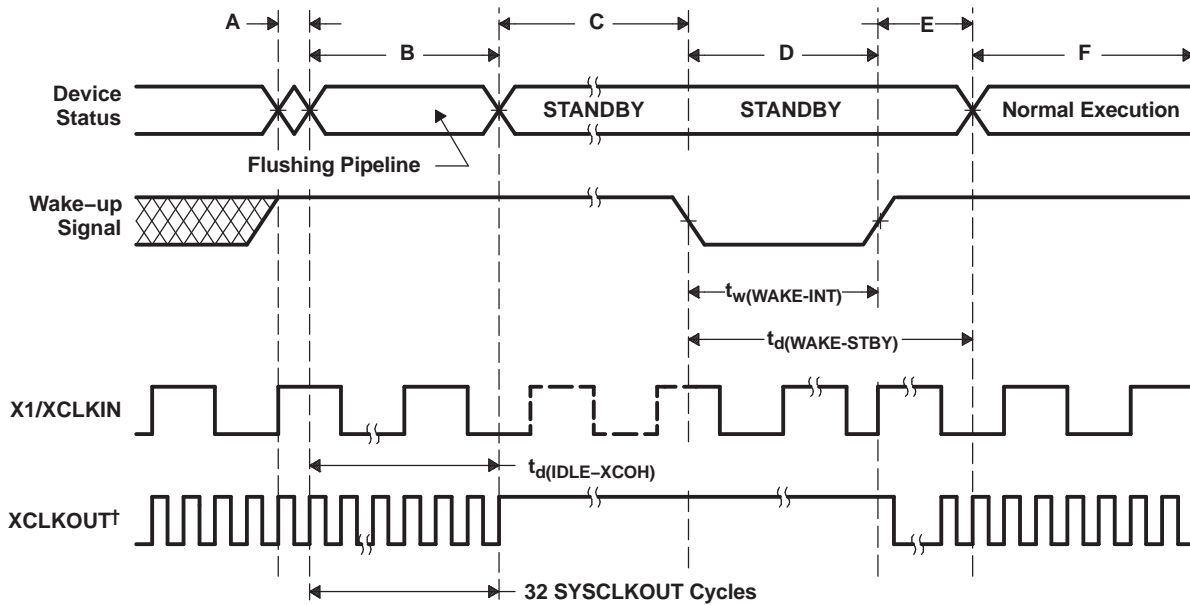 A
C
E
B
D
F
Device
Status
STANDBY
STANDBY
Normal Execution
Flushing Pipeline
Wake−up
Signal
tw(WAKE-INT)
td(WAKE-STBY)
X1/XCLKIN
td(IDLE−XCOH)
XCLKOUT†
32 SYSCLKOUT Cycles